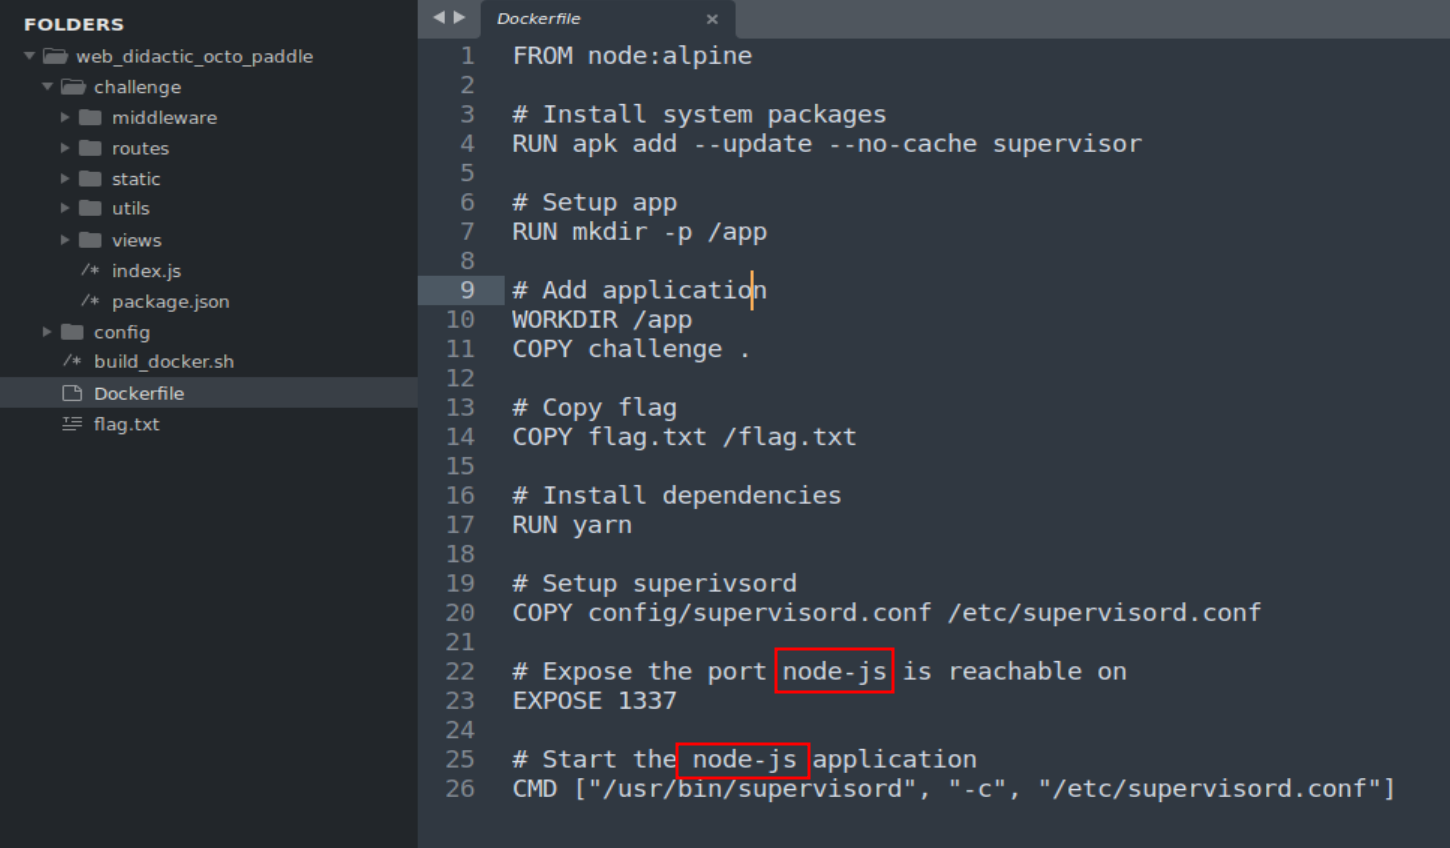 FOLDERS
web_didactic_octo_paddle
challenge
middleware
routes
static
utils
views
/* index.js
/* package.json
config
/* build_docker.sh
Dockerfile
flag.txt
Dockerfile ×
1 FROM node:alpine
2
3 # Install system packages
4 RUN apk add --update --no-cache supervisor
5
6 # Setup app
7 RUN mkdir -p /app
8
9 # Add application
10 WORKDIR /app
11 COPY challenge .
12
13 # Copy flag
14 COPY flag.txt /flag.txt
15
16 # Install dependencies
17 RUN yarn
18
19 # Setup superivsord
20 COPY config/supervisord.conf /etc/supervisord.conf
21
22 # Expose the port node-js is reachable on
23 EXPOSE 1337
24
25 # Start the node-js application
26 CMD ["/usr/bin/supervisord", "-c", "/etc/supervisord.conf"]